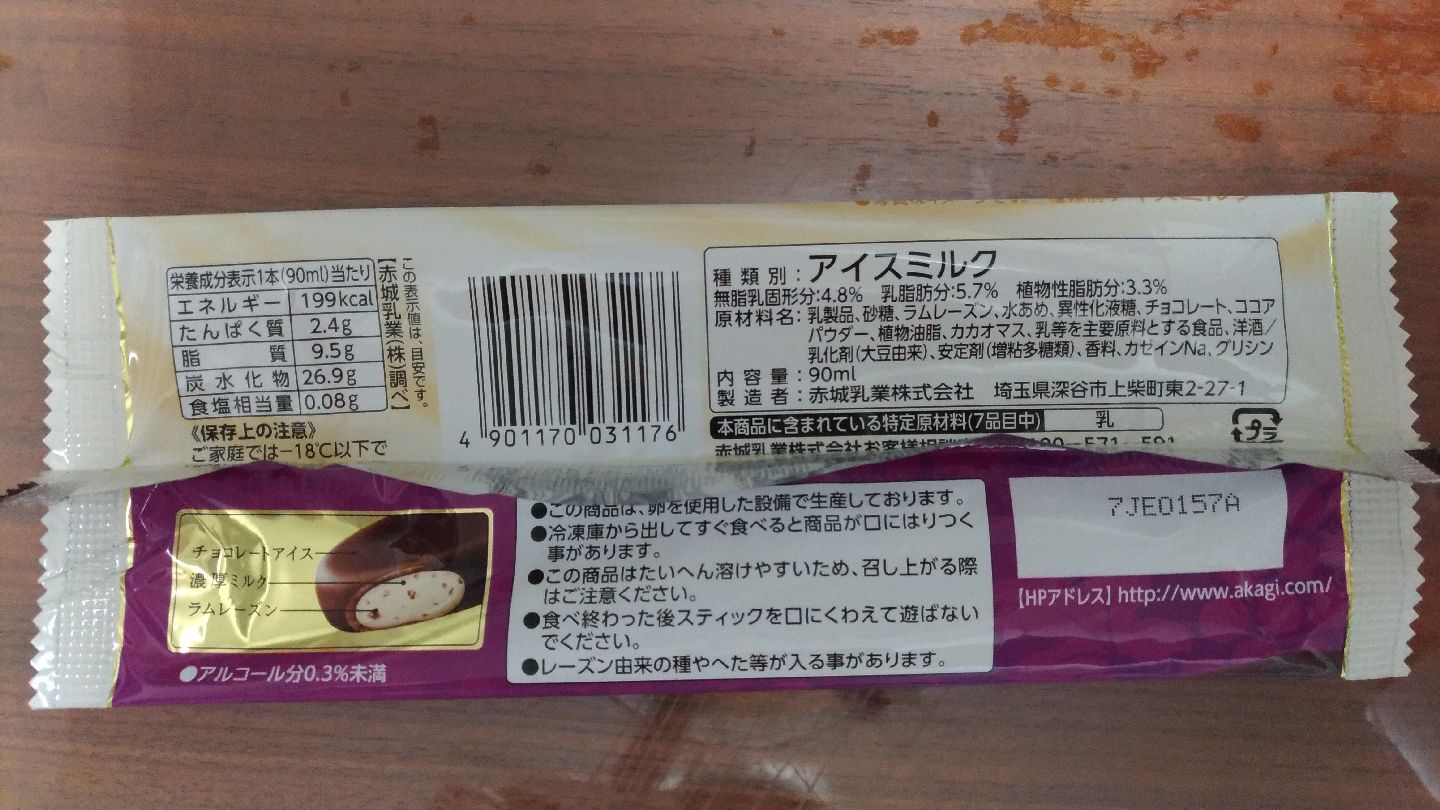 栄養成分表示1本(90ml)当たり
エネルギー 199kcal
たんぱく質 2.4g
脂質 9.5g
炭水化物 26.9g
食塩相当量 0.08g
この表示値は、目安です。
【赤城乳業(株)調べ】
《保存上の注意》
ご家庭では−18℃以下で
4 901170 031176
種類別：アイスミルク
無脂乳固形分:4.8% 乳脂肪分:5.7% 植物性脂肪分:3.3%
原材料名：乳製品、砂糖、ラムレーズン、水あめ、異性化液糖、チョコレート、ココア
パウダー、植物油脂、カカオマス、乳等を主要原料とする食品、洋酒／
乳化剤(大豆由来)、安定剤(増粘多糖類)、香料、カゼインNa、グリシン
内容量：90ml
製造者：赤城乳業株式会社 埼玉県深谷市上柴町東2-27-1
本商品に含まれている特定原材料(7品目中) 乳
赤城乳業株式会社お客様相談
プラ
チョコレートアイス
濃厚ミルク
ラムレーズン
●アルコール分0.3%未満
●この商品は、卵を使用した設備で生産しております。
●冷凍庫から出してすぐ食べると商品が口にはりつく
事があります。
●この商品はたいへん溶けやすいため、召し上がる際
はご注意ください。
●食べ終わった後スティックを口にくわえて遊ばない
でください。
●レーズン由来の種やへた等が入る事があります。
7JE0157A
【HPアドレス】http://www.akagi.com/